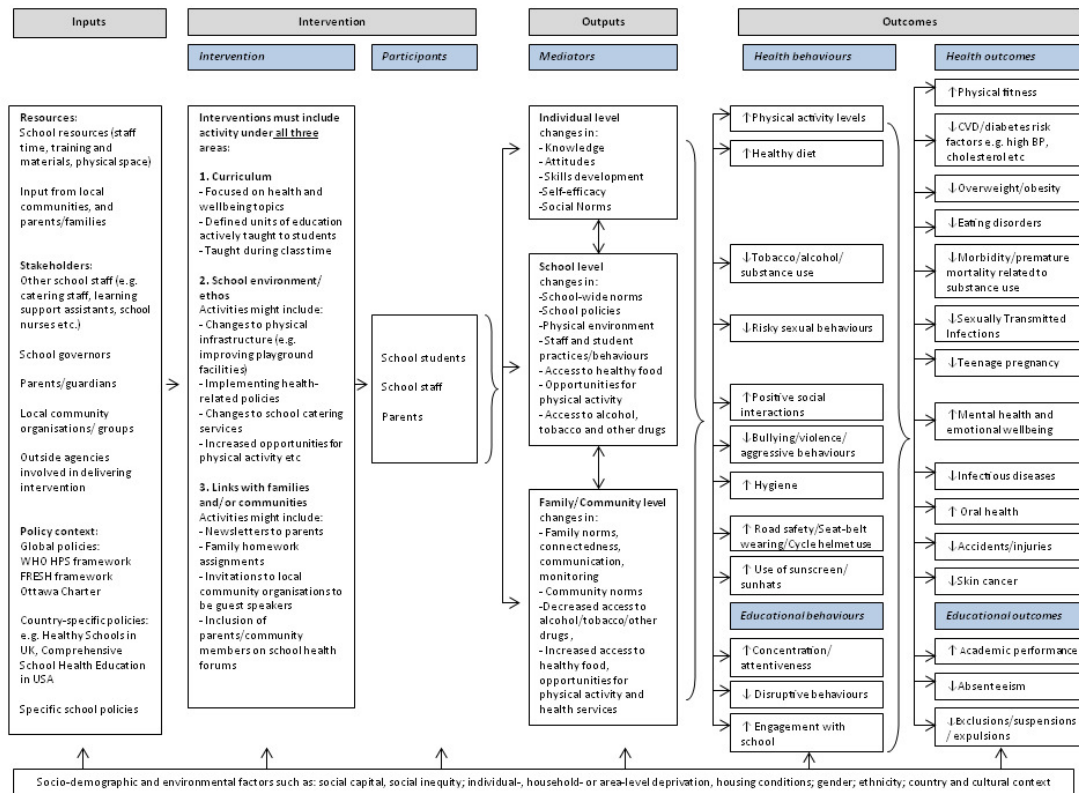 Inputs
Intervention
Outputs
Outcomes
Intervention
Participants
Mediators
Health behaviours
Health outcomes
Resources:
School resources (staff
time, training and
materials, physical space)
Input from local
communities, and
parents/families
Stakeholders:
Other school staff (e.g.
catering staff, learning
support assistants, school
nurses etc.)
School governors
Parents/guardians
Local community
organisations/ groups
Outside agencies
involved in delivering
intervention
Policy context:
Global policies:
WHO HPS framework
FRESH framework
Ottawa Charter
Country-specific policies:
e.g. Healthy Schools in
UK, Comprehensive
School Health Education
in USA
Specific school policies
Interventions must include
activity under all three
areas:
1. Curriculum
- Focused on health and
wellbeing topics
- Defined units of education
actively taught to students
- Taught during class time
2. School environment/
ethos
Activities might include:
- Changes to physical
infrastructure (e.g.
improving playground
facilities)
- Implementing health-
related policies
- Changes to school catering
services
- Increased opportunities for
physical activity etc
3. Links with families
and/or communities
Activities might include:
- Newsletters to parents
- Family homework
assignments
- Invitations to local
community organisations to
be guest speakers
- Inclusion of
parents/community
members on school health
forums
School students
School staff
Parents
Individual level
changes in:
- Knowledge
- Attitudes
- Skills development
-Self-efficacy
-Social Norms
School level
changes in:
-School-wide norms
-School policies
-Physical environment
- Staff and student
practices/behaviours
- Access to healthy food
- Opportunities for
physical activity
- Access to alcohol,
tobacco and other drugs
Family/Community level
changes in:
- Family norms,
connectedness,
communication,
monitoring
- Community norms
-Decreased access to
alcohol/tobacco/other
drugs,
- Increased access to
healthy food,
opportunities for
physical activity and
health services
↑Physical activity levels
↑Healthy diet
↓Tobacco/alcohol/
substance use
↓Risky sexual behaviours
↑Positive social
interactions
↓Bullying/violence/
aggressive behaviours
↑ Hygiene
↑ Road safety/Seat-belt
wearing/Cycle helmet use
↑ Use of sunscreen/
sunhats
Educational behaviours
↑Concentration/
attentiveness
↓ Disruptive behaviours
↑ Engagement with
school
↑Physical fitness
↓CVD/diabetes risk
factors e.g. high BP,
cholesterol etc
↓Overweight/obesity
↓Eating disorders
↓Morbidity/premature
mortality related to
substance use
↓Sexually Transmitted
Infections
↓Teenage pregnancy
↑Mental health and
emotional wellbeing
↓Infectious diseases
↑ Oral health
↓Accidents/injuries
↓Skin cancer
Educational outcomes
↑ Academic performance
↓Absenteeism
↓Exclusions/suspensions
/ expulsions
Socio-demographic and environmental factors such as: social capital, social inequity; individual-, household- or area-level deprivation, housing conditions; gender; ethnicity; country and cultural context